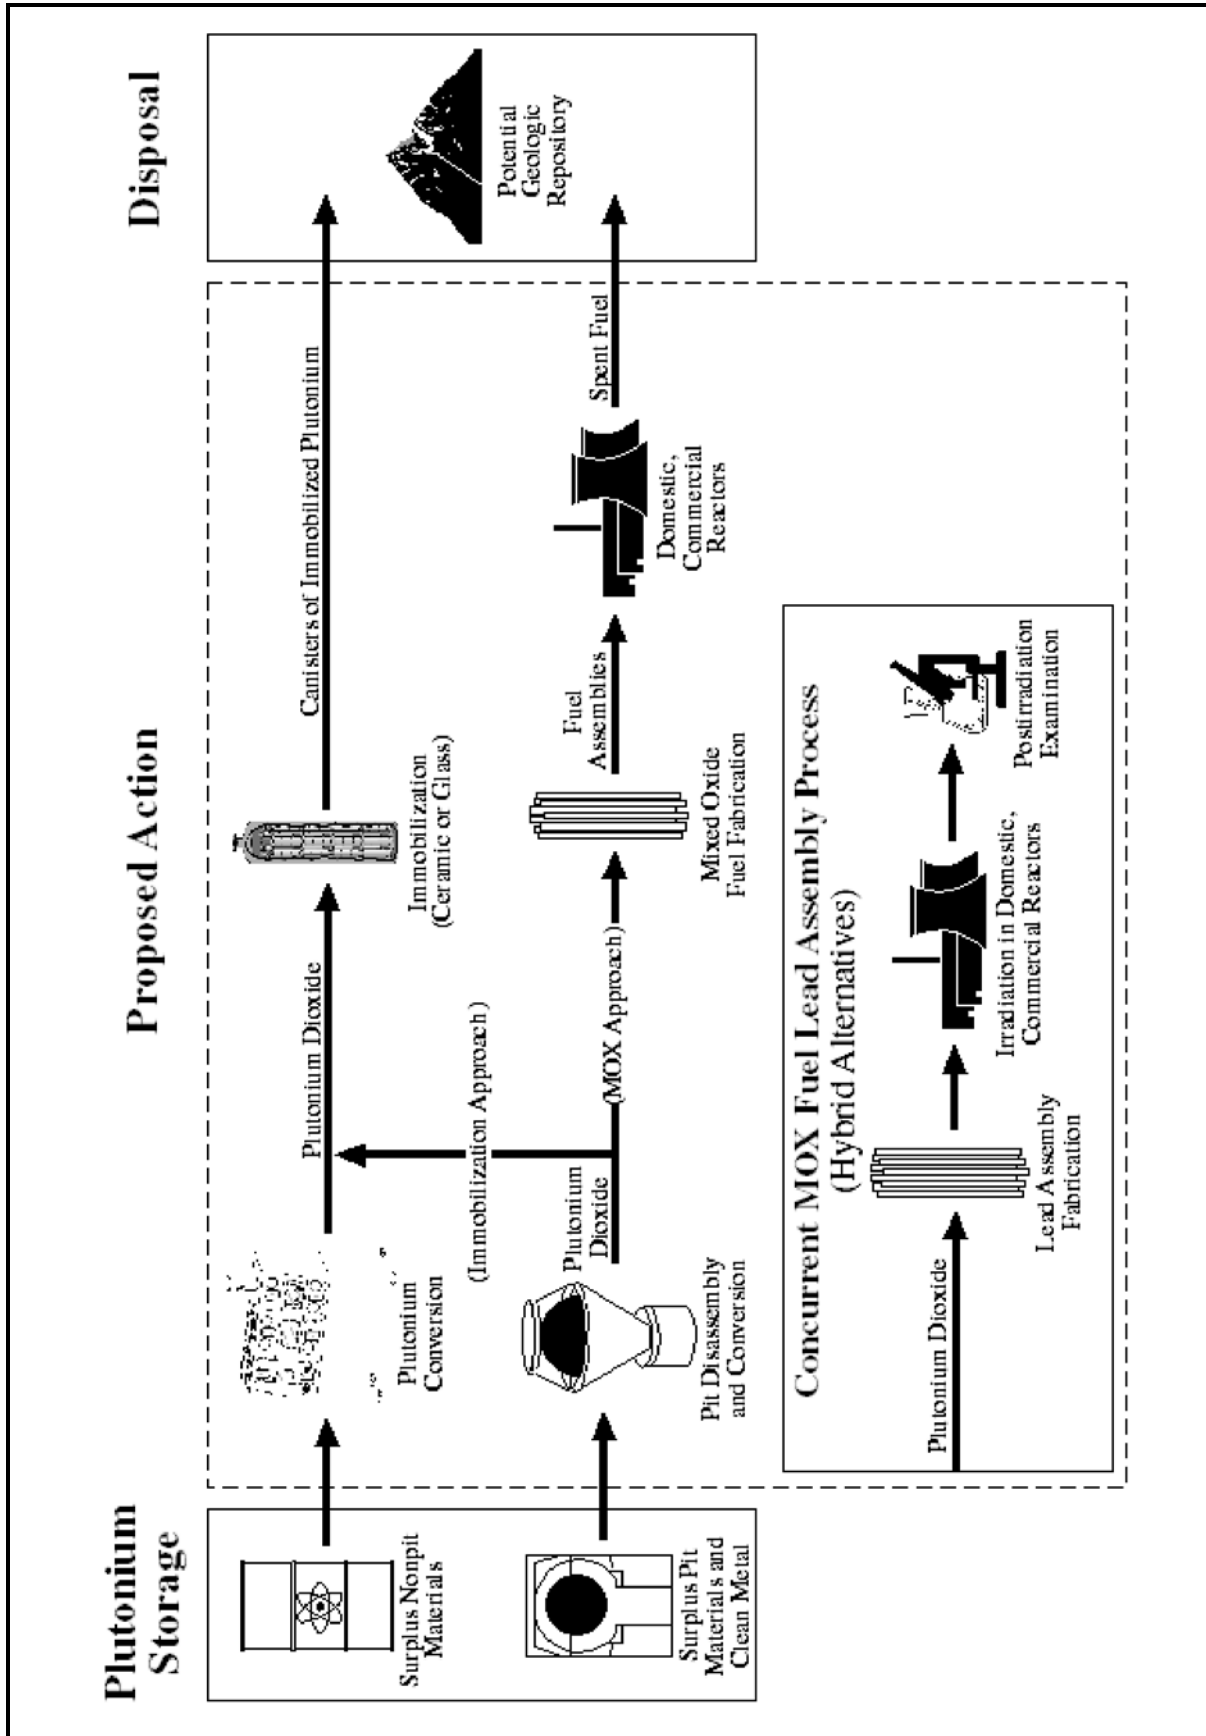 Plutonium
Storage
Proposed Action
Disposal
Surplus Nonpit
Materials
Plutonium
Conversion
Plutonium Dioxide
Immobilization
(Ceramic or Glass)
Canisters of Immobilized Plutonium
Potential
Geologic
Repository
(Immobilization Approach)
Surplus Pit
Materials and
Clean Metal
Pit Disassembly
and Conversion
Plutonium
Dioxide
(MOX Approach)
Mixed Oxide
Fuel Fabrication
Fuel
Assemblies
Domestic,
Commercial
Reactors
Spent Fuel
Concurrent MOX Fuel Lead Assembly Process
(Hybrid Alternatives)
Plutonium Dioxide
Lead Assembly
Fabrication
Irradiation in Domestic,
Commercial Reactors
Postirradiation
Examination